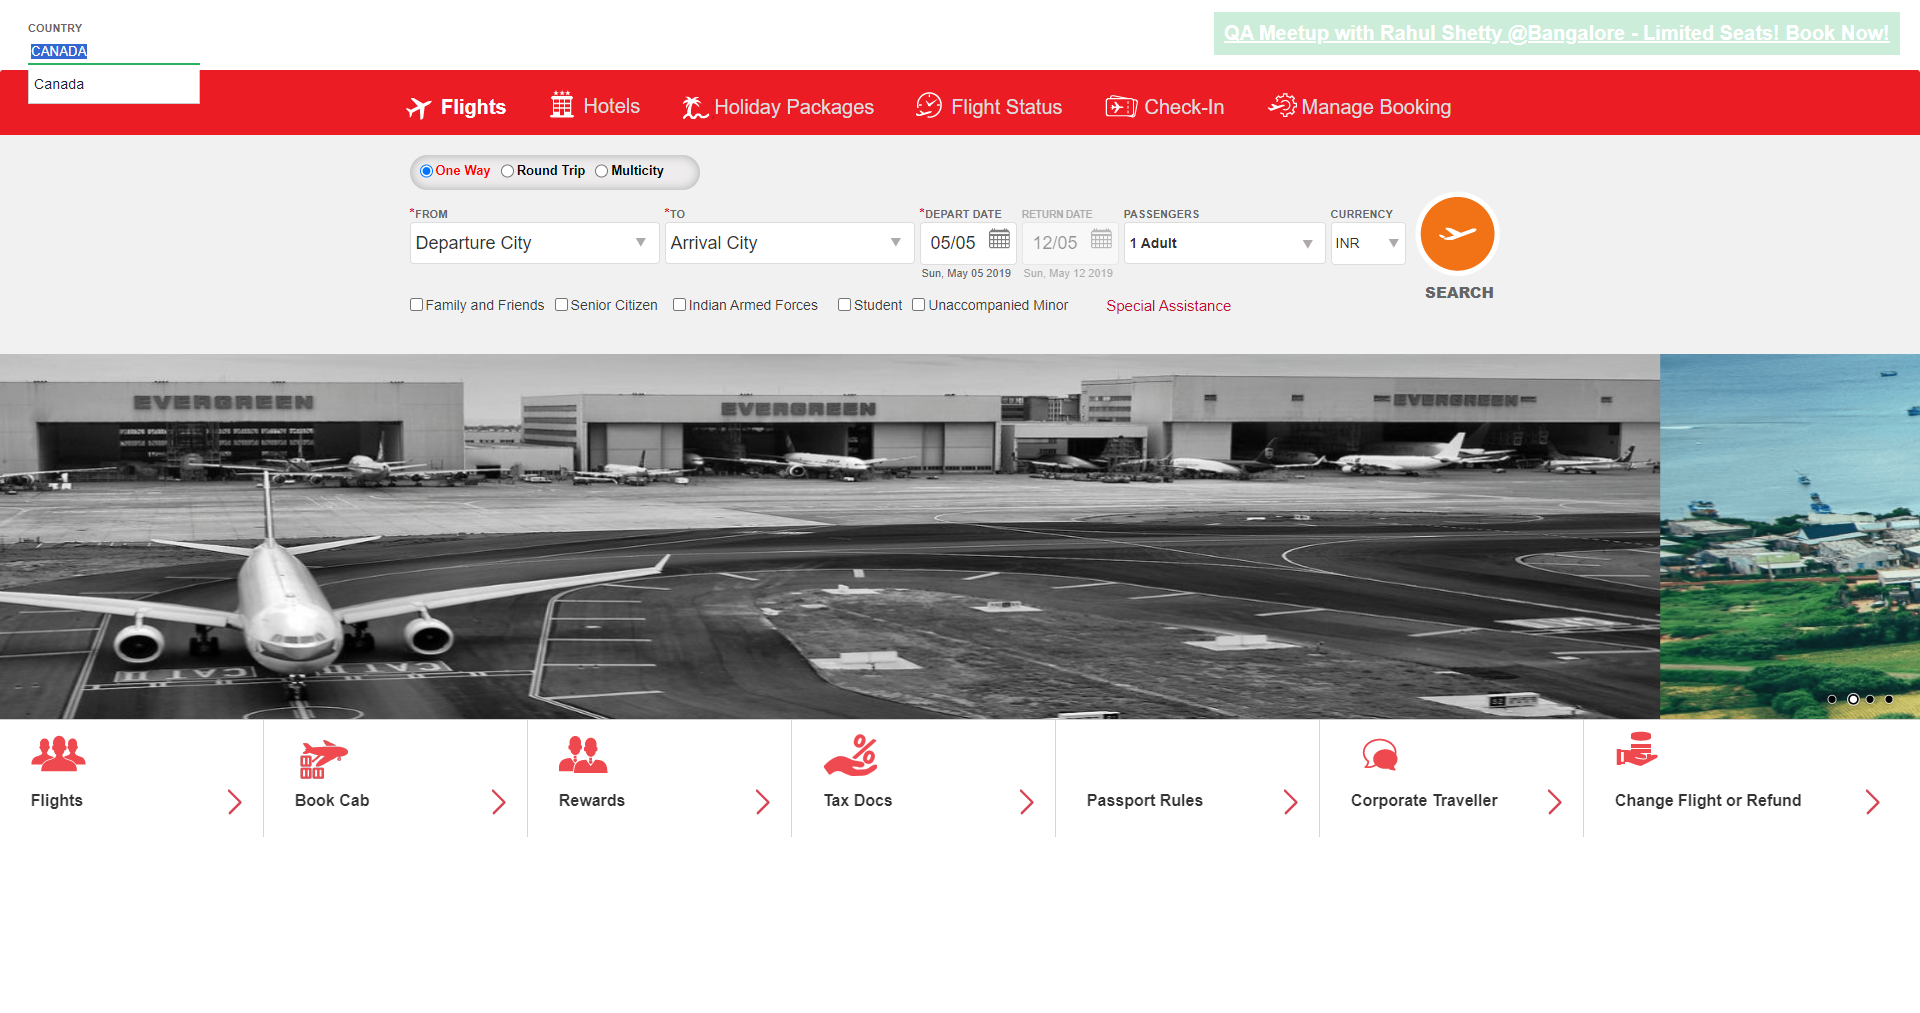 COUNTRY
CANADA
Canada
QA Meetup with Rahul Shetty @Bangalore - Limited Seats! Book Now!
Flights
Hotels
Holiday Packages
Flight Status
Check-In
Manage Booking
One Way
Round Trip
Multicity
*FROM
*TO
*DEPART DATE
RETURN DATE
PASSENGERS
CURRENCY
Departure City
Arrival City
05/05
12/05
1 Adult
INR
Sun, May 05 2019
Sun, May 12 2019
SEARCH
Family and Friends
Senior Citizen
Indian Armed Forces
Student
Unaccompanied Minor
Special Assistance
EVERGREEN
EVERGREEN
EVERGREEN
CAT II
CAT II
Flights
Book Cab
Rewards
Tax Docs
Passport Rules
Corporate Traveller
Change Flight or Refund